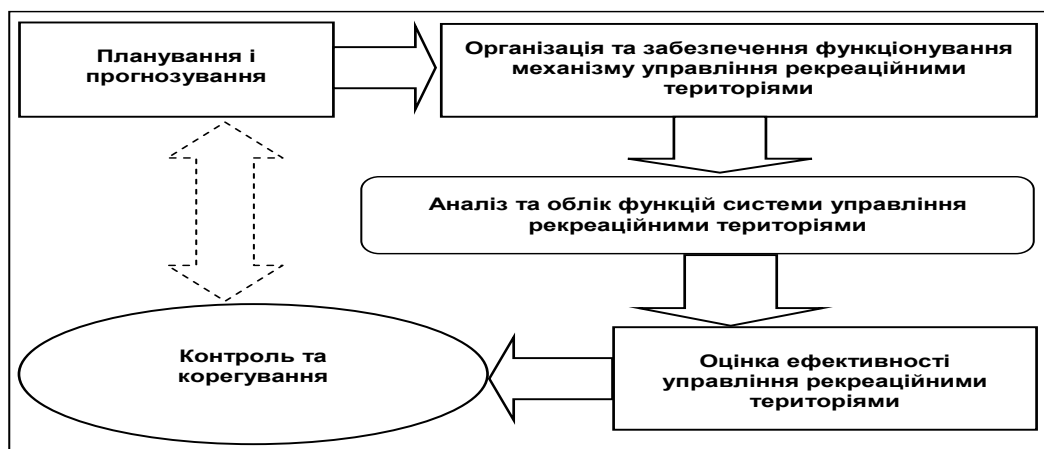 Планування і
прогнозування
Організація та забезпечення функціонування
механізму управління рекреаційними
територіями
Аналіз та облік функцій системи управління
рекреаційними територіями
Оцінка ефективності
управління рекреаційними
територіями
Контроль та
корегування